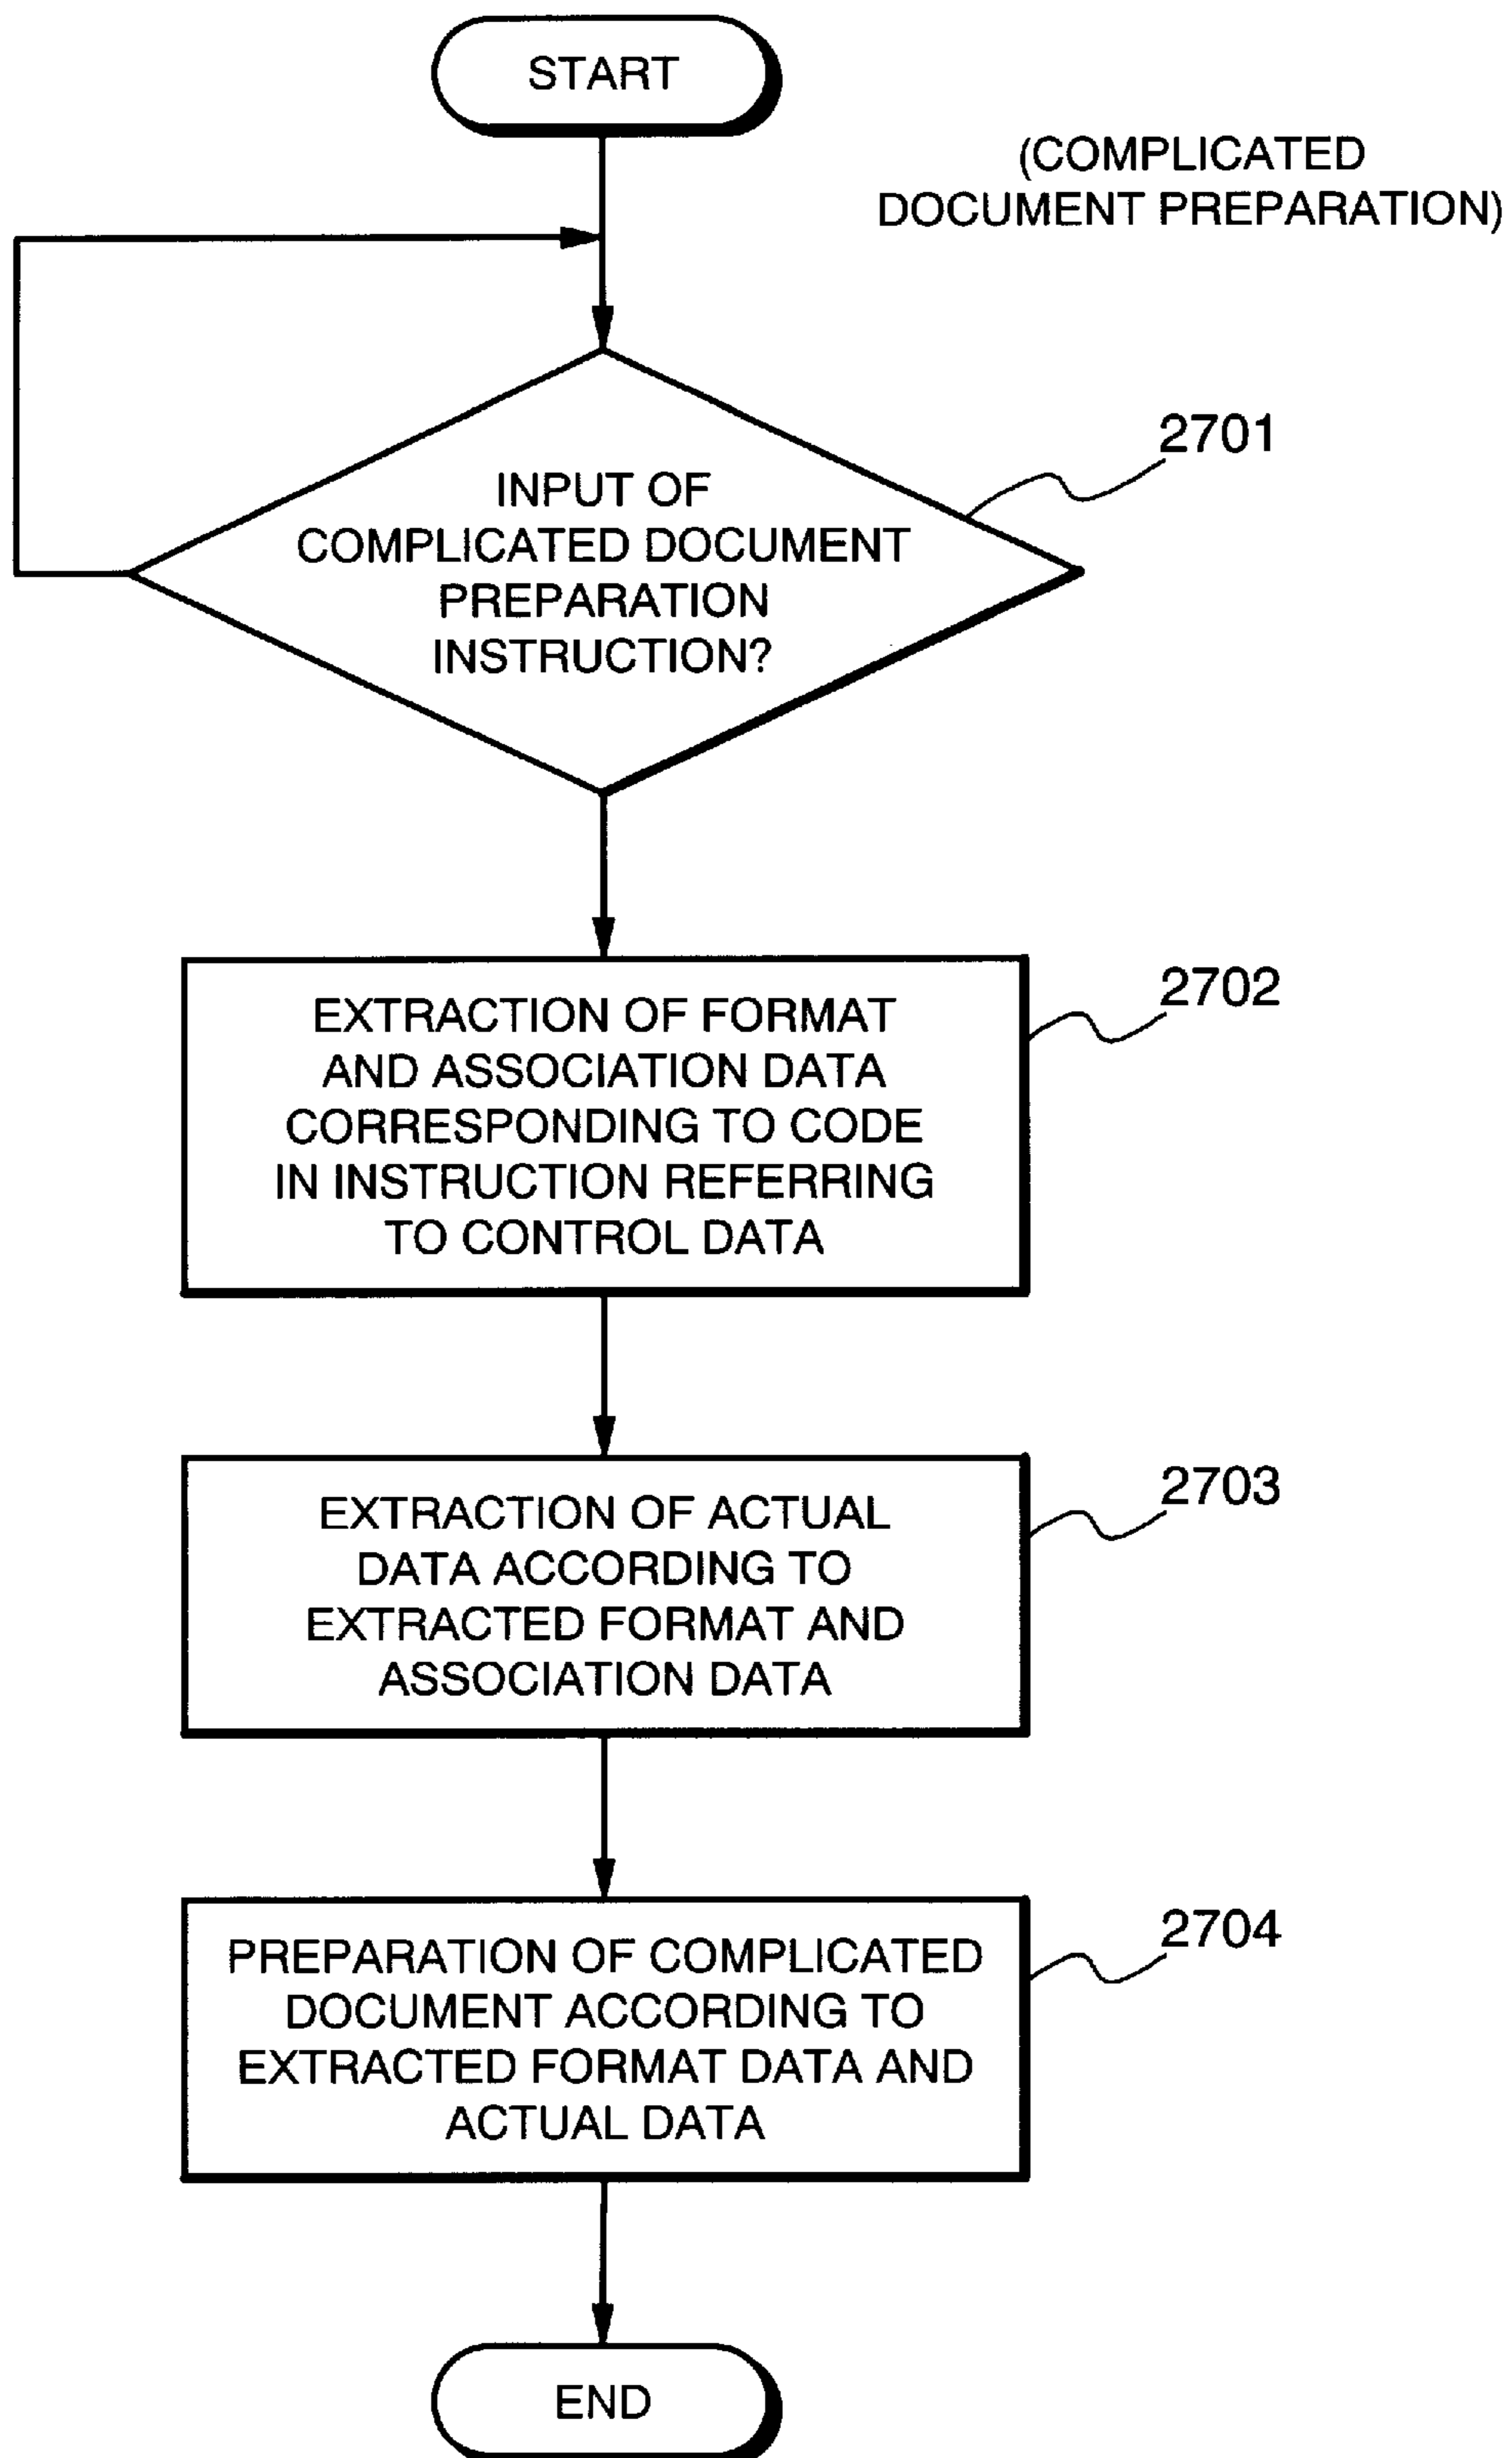 START
(COMPLICATED
DOCUMENT PREPARATION)
2701
INPUT OF
COMPLICATED DOCUMENT
PREPARATION
INSTRUCTION?
2702
EXTRACTION OF FORMAT
AND ASSOCIATION DATA
CORRESPONDING TO CODE
IN INSTRUCTION REFERRING
TO CONTROL DATA
2703
EXTRACTION OF ACTUAL
DATA ACCORDING TO
EXTRACTED FORMAT AND
ASSOCIATION DATA
2704
PREPARATION OF COMPLICATED
DOCUMENT ACCORDING TO
EXTRACTED FORMAT DATA AND
ACTUAL DATA
END